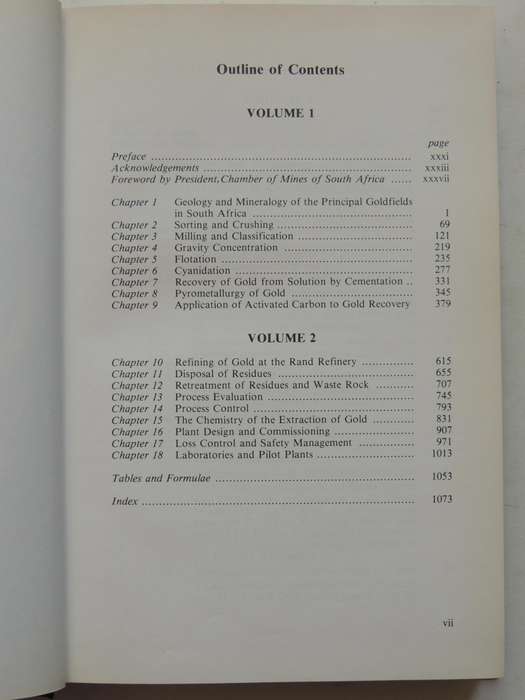 Outline of Contents
VOLUME 1
page
Preface ........................................................ xxxi
Acknowledgements ............................................. xxxiii
Foreword by President, Chamber of Mines of South Africa ...... xxxvii
Chapter 1 Geology and Mineralogy of the Principal Goldfields
in South Africa ........................................ 1
Chapter 2 Sorting and Crushing ................................. 69
Chapter 3 Milling and Classification ........................... 121
Chapter 4 Gravity Concentration ............................... 219
Chapter 5 Flotation ............................................ 235
Chapter 6 Cyanidation .......................................... 277
Chapter 7 Recovery of Gold from Solution by Cementation .. 331
Chapter 8 Pyrometallurgy of Gold ............................... 345
Chapter 9 Application of Activated Carbon to Gold Recovery 379
VOLUME 2
Chapter 10 Refining of Gold at the Rand Refinery ............... 615
Chapter 11 Disposal of Residues ................................ 655
Chapter 12 Retreatment of Residues and Waste Rock ........... 707
Chapter 13 Process Evaluation .................................. 745
Chapter 14 Process Control ..................................... 793
Chapter 15 The Chemistry of the Extraction of Gold ............ 831
Chapter 16 Plant Design and Commissioning ...................... 907
Chapter 17 Loss Control and Safety Management ................ 971
Chapter 18 Laboratories and Pilot Plants ....................... 1013
Tables and Formulae ............................................ 1053
Index .......................................................... 1073
vii